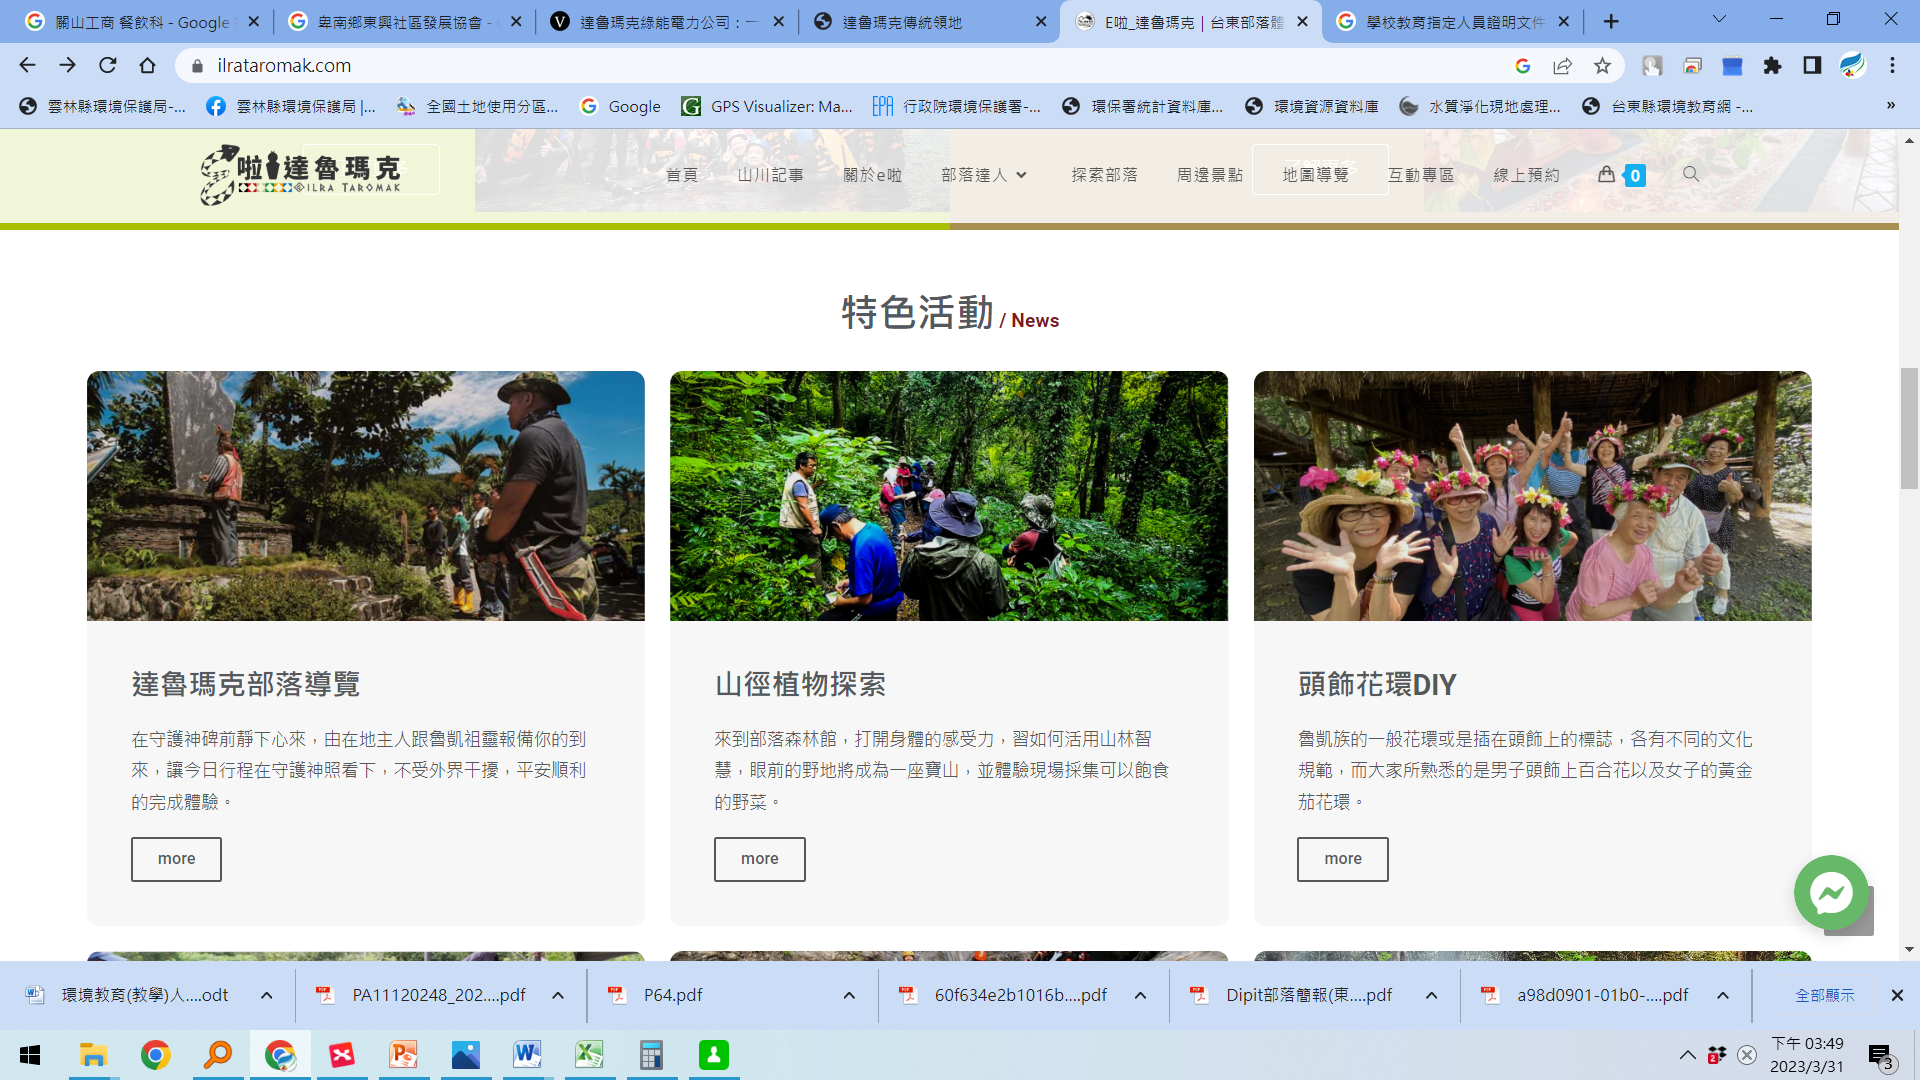 關山工商 餐飲科 - Google
卑南鄉東興社區發展協會 -
達魯瑪克綠能電力公司：一
達魯瑪克傳統領地
E啦_達魯瑪克 | 台東部落體
學校教育指定人員證明文件
ilrataromak.com
雲林縣環境保護局-...
雲林縣環境保護局 |...
全國土地使用分區...
Google
GPS Visualizer: Ma...
行政院環境保護署-...
環保署統計資料庫...
環境資源資料庫
水質淨化現地處理...
台東縣環境教育網 -...
»
啦 達魯瑪克
ILRA TAROMAK
首頁
山川記事
關於e啦
部落達人
探索部落
周邊景點
地圖導覽
互動專區
線上預約
0
特色活動 / News
達魯瑪克部落導覽
在守護神碑前靜下心來，由在地主人跟魯凱祖靈報備你的到
來，讓今日行程在守護神照看下，不受外界干擾，平安順利
的完成體驗。
more
山徑植物探索
來到部落森林館，打開身體的感受力，習如何活用山林智
慧，眼前的野地將成為一座寶山，並體驗現場採集可以飽食
的野菜。
more
頭飾花環DIY
魯凱族的一般花環或是插在頭飾上的標誌，各有不同的文化
規範，而大家所熟悉的是男子頭飾上百合花以及女子的黃金
茄花環。
more
環境教育(教學)人....odt
PA11120248_202....pdf
P64.pdf
60f634e2b1016b....pdf
Dipit部落簡報(東....pdf
a98d0901-01b0-....pdf
全部顯示
下午 03:49
2023/3/31
3